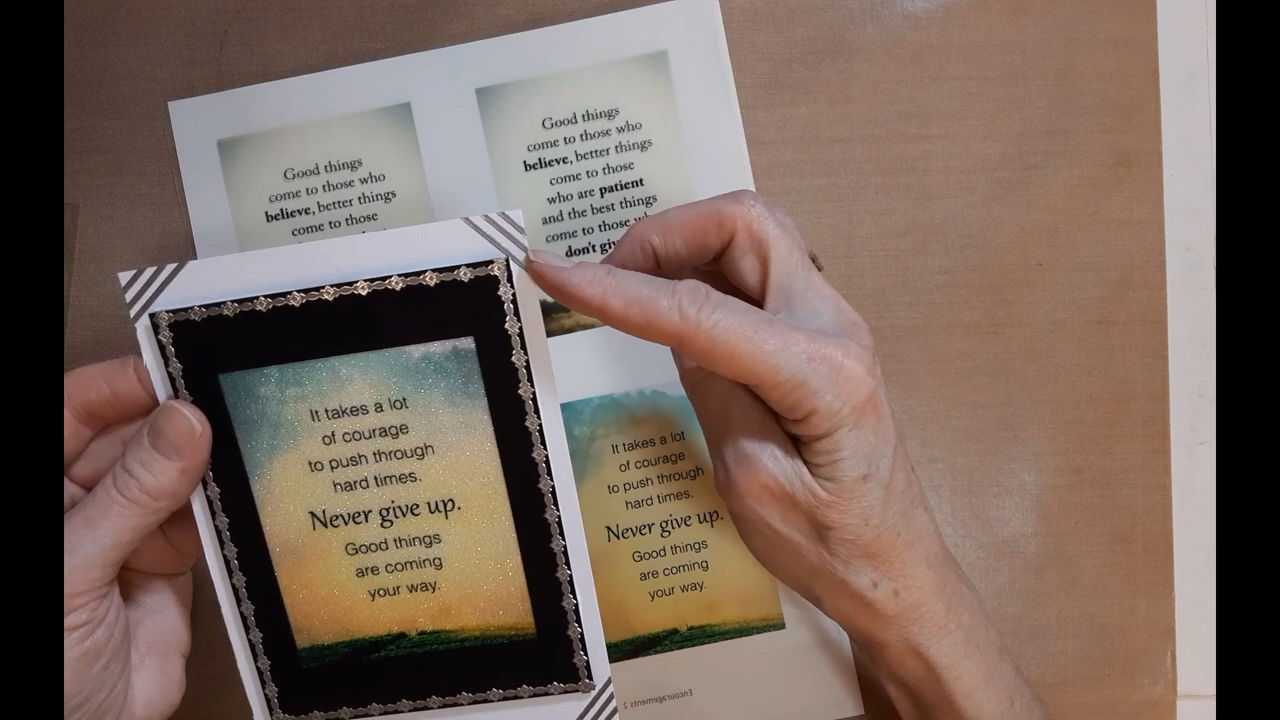 Good things
come to those who
believe, better things
come to those
Good things
come to those who
believe, better things
come to those
who are patient
and the best things
come to those
don't
It takes a lot
of courage
to push through
hard times.
Never give up.
Good things
are coming
your way.
It takes a lot
of courage
to push through
hard times.
Never give up.
Good things
are coming
your way.
Encouragements 2